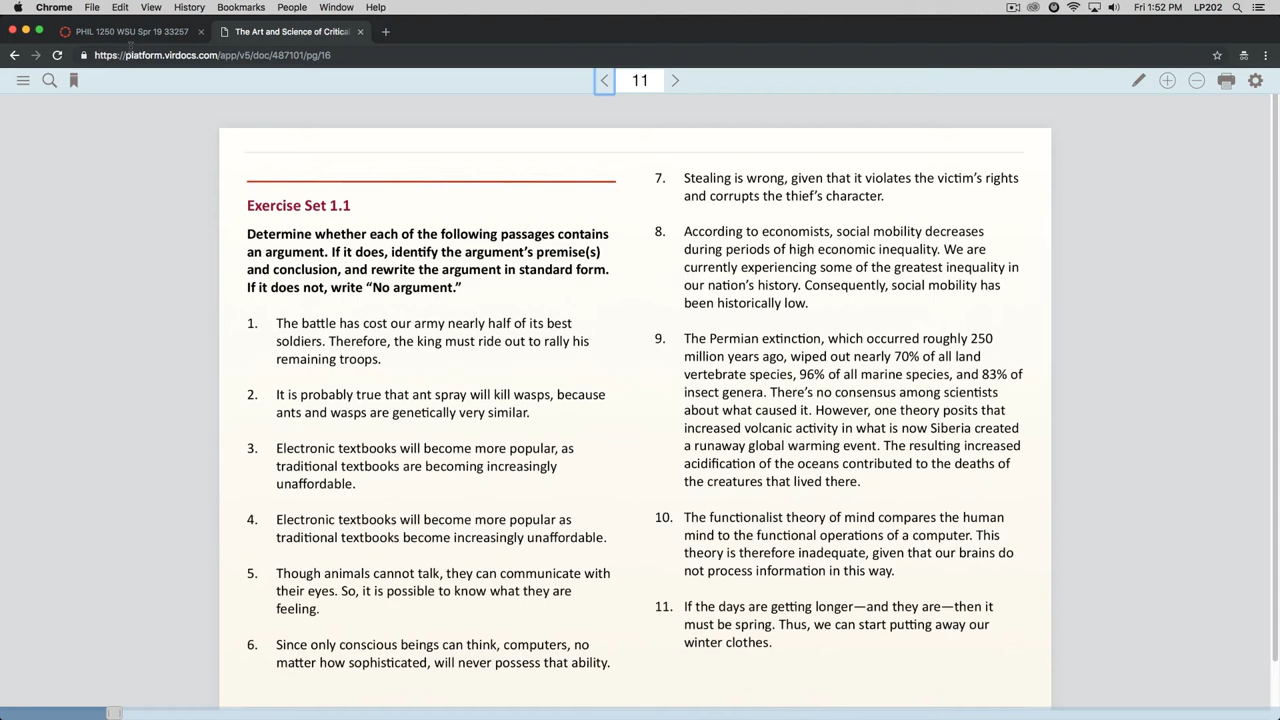 Chrome File Edit View History Bookmarks People Window Help Fri 1:52 PM LP202
PHIL 1250 WSU Spr 19 33257 The Art and Science of Critical
https://platform.virdocs.com/app/v5/doc/487101/pg/16
11
Exercise Set 1.1
Determine whether each of the following passages contains
an argument. If it does, identify the argument's premise(s)
and conclusion, and rewrite the argument in standard form.
If it does not, write "No argument."
1. The battle has cost our army nearly half of its best
soldiers. Therefore, the king must ride out to rally his
remaining troops.
2. It is probably true that ant spray will kill wasps, because
ants and wasps are genetically very similar.
3. Electronic textbooks will become more popular, as
traditional textbooks are becoming increasingly
unaffordable.
4. Electronic textbooks will become more popular as
traditional textbooks become increasingly unaffordable.
5. Though animals cannot talk, they can communicate with
their eyes. So, it is possible to know what they are
feeling.
6. Since only conscious beings can think, computers, no
matter how sophisticated, will never possess that ability.
7. Stealing is wrong, given that it violates the victim's rights
and corrupts the thief's character.
8. According to economists, social mobility decreases
during periods of high economic inequality. We are
currently experiencing some of the greatest inequality in
our nation's history. Consequently, social mobility has
been historically low.
9. The Permian extinction, which occurred roughly 250
million years ago, wiped out nearly 70% of all land
vertebrate species, 96% of all marine species, and 83% of
insect genera. There's no consensus among scientists
about what caused it. However, one theory posits that
increased volcanic activity in what is now Siberia created
a runaway global warming event. The resulting increased
acidification of the oceans contributed to the deaths of
the creatures that lived there.
10. The functionalist theory of mind compares the human
mind to the functional operations of a computer. This
theory is therefore inadequate, given that our brains do
not process information in this way.
11. If the days are getting longer—and they are—then it
must be spring. Thus, we can start putting away our
winter clothes.